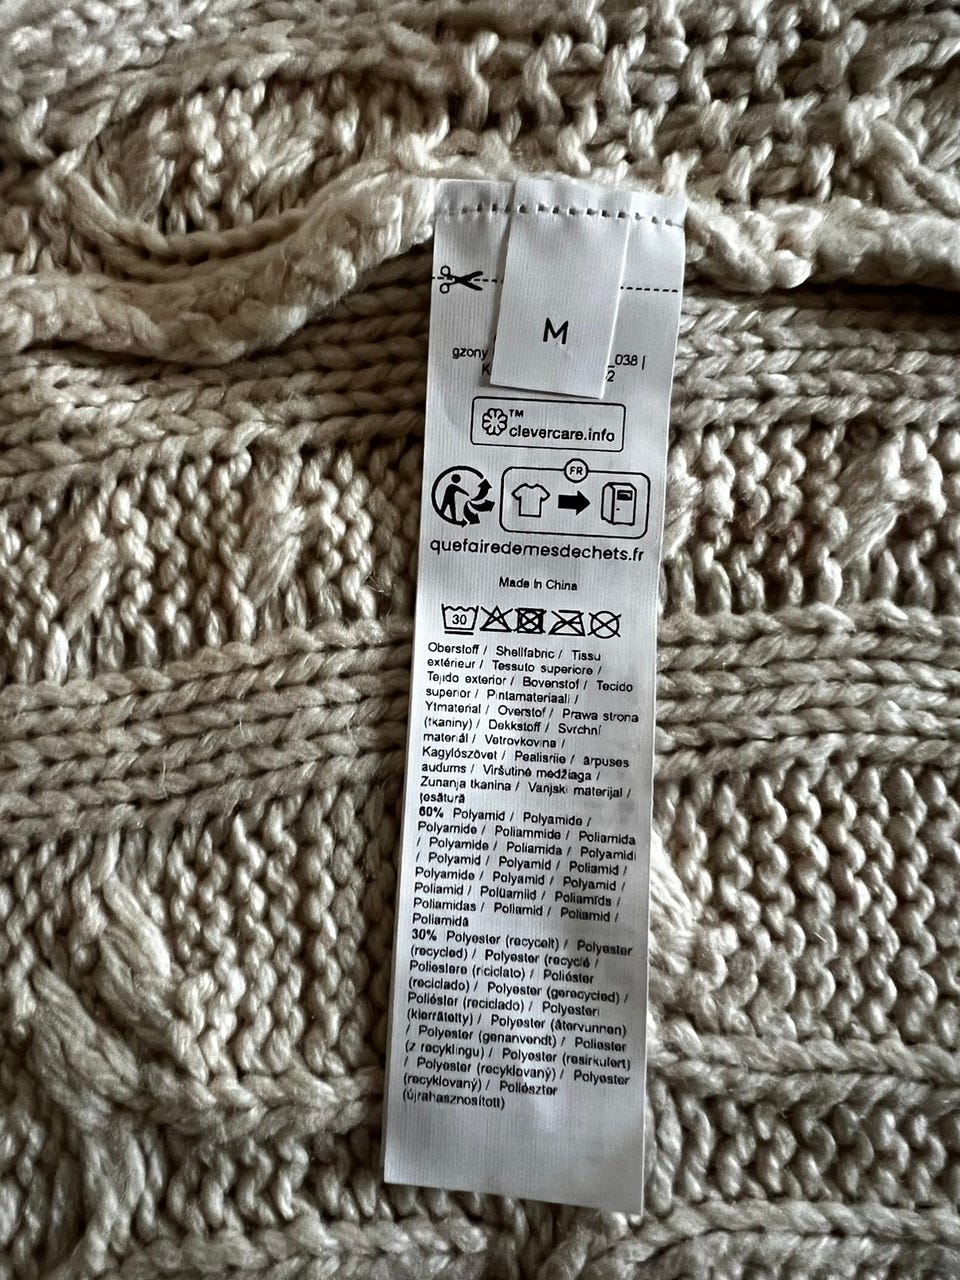 M
gzony
_038 |
K
2
TM
clevercare.info
FR
quefairedemesdechets.fr
Made In China
30
Oberstoff / Shellfabric / Tissu
extérieur / Tessuto superiore /
Tejido exterior / Bovenstof / Tecido
superior / Pintamateriaali /
Ytmaterial / Overstof / Prawa strona
(tkaniny) / Dekkstoff / Svrchní
materiál / Vetrovkovina /
Kagylószövet / Pealisriie / ārpuses
audums / Viršutinė medžiaga /
Zunanja tkanina / Vanjski materijal /
țesătură
60% Polyamid / Polyamide /
Polyamide / Poliammide / Poliamida
/ Polyamide / Poliamida / Polyamidi
/ Polyamid / Polyamid / Poliamid /
Polyamide / Polyamid / Polyamid /
Poliamid / Polüamiid / Poliamīds /
Poliamidas / Poliamid / Poliamid /
Poliamidă
30% Polyester (recycelt) / Polyester
(recycled) / Polyester (recyclé /
Poliestere (riciclato) / Poliéster
(reciclado) / Polyester (gerecycled) /
Poliéster (reciclado) / Polyesteri
(kierrätetty) / Polyester (återvunnen)
/ Polyester (genanvendt) / Poliester
(z recyklingu) / Polyester (resirkulert)
/ Polyester (recyklovaný) / Polyester
(recyklovaný) / Poliészter
(újrahasznosított)